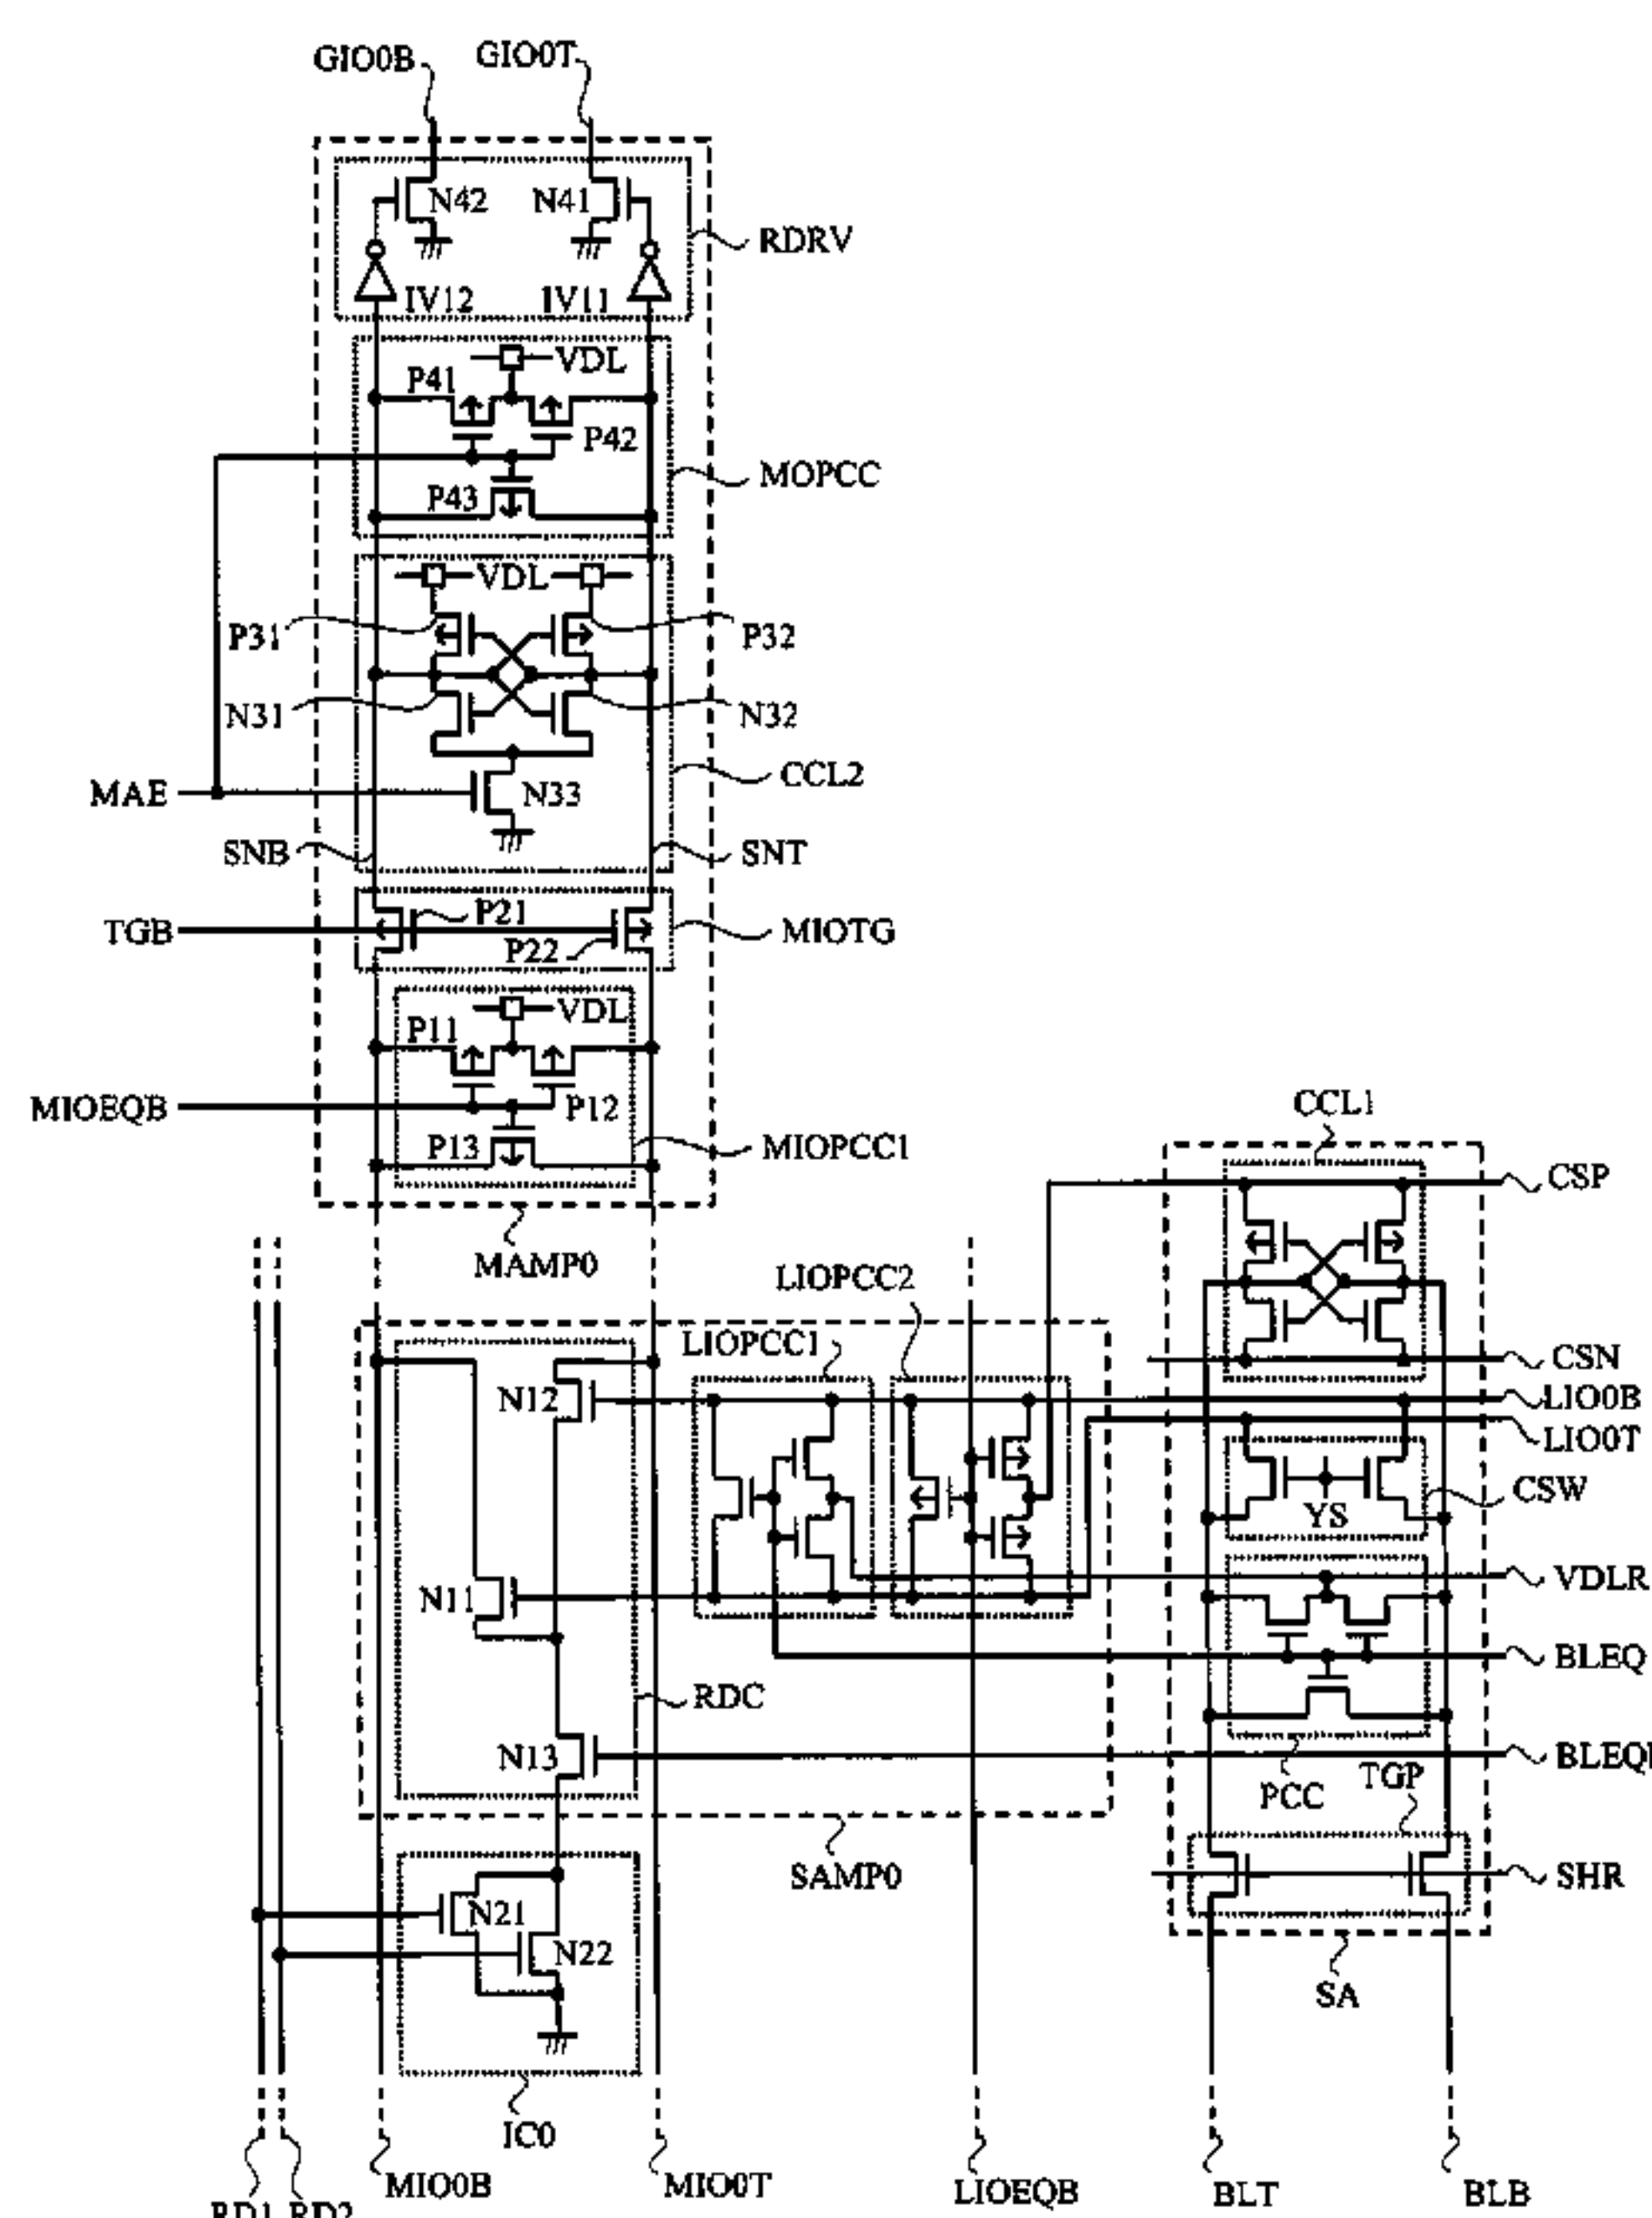 GIO0B
GIO0T
N42
N41
RDRV
IV12
IV11
VDL
P41
P42
MOPCC
P43
VDL
P31
P32
N31
N32
CCL2
MAE
N33
SNB
SNT
P21
TGB
P22
MIOTG
VDL
P11
MIOEQB
P12
P13
MIOPCC1
CCL1
CSP
MAMP0
LIOPCC2
LIOPCC1
CSN
N12
LIO0B
LIO0T
CSW
YS
N11
VDLR
BLEQ
RDC
N13
BLEQ
PCC
TGP
SAMP0
SHR
N21
N22
SA
IC0
MIO0B
MIO0T
LIOEQB
BLT
BLB
RD1
RD2